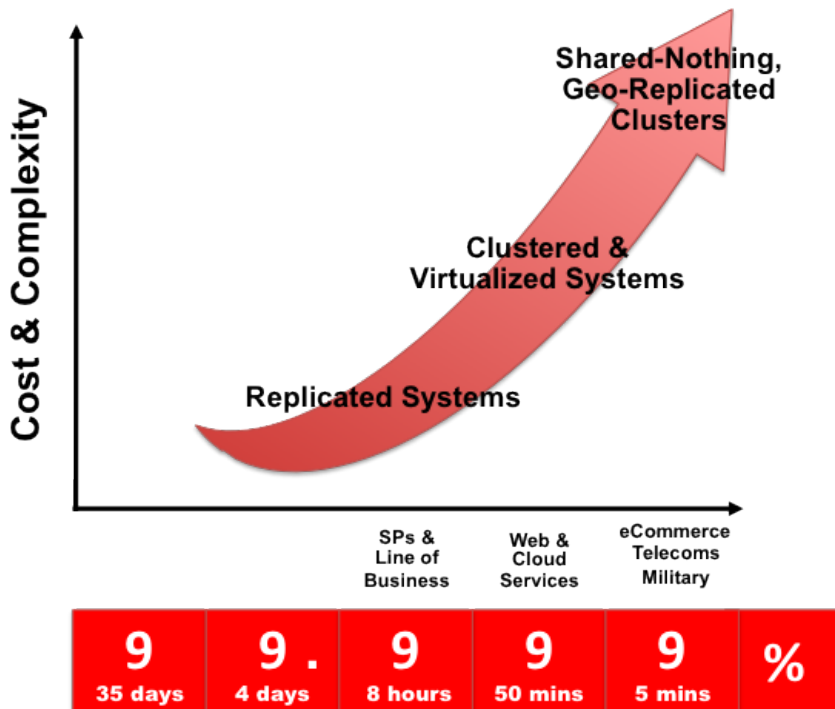 Cost & Complexity
Shared-Nothing,
Geo-Replicated
Clusters
Clustered &
Virtualized Systems
Replicated Systems
SPs &
Line of
Business
Web &
Cloud
Services
eCommerce
Telecoms
Military
9 9 . 9 9 9 %
35 days 4 days 8 hours 50 mins 5 mins